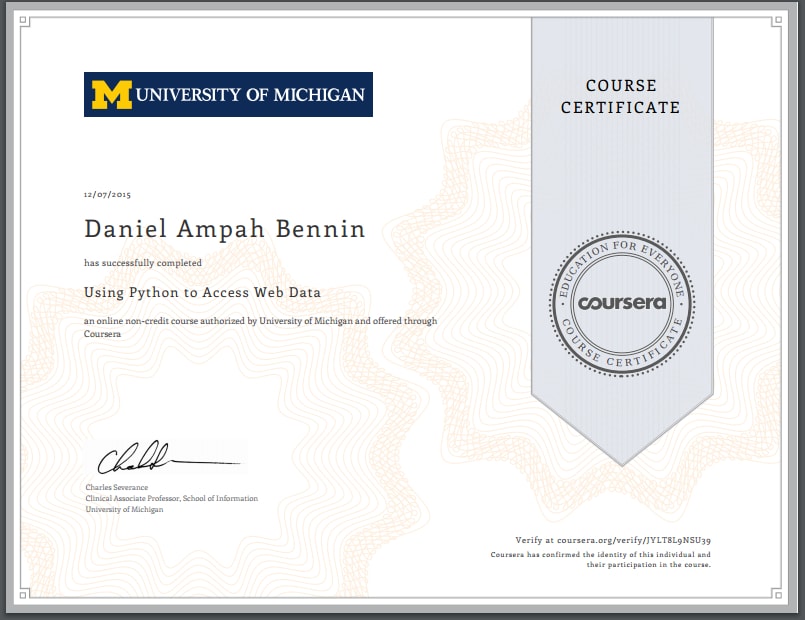 M UNIVERSITY OF MICHIGAN
COURSE
CERTIFICATE
12/07/2015
Daniel Ampah Bennin
has successfully completed
Using Python to Access Web Data
an online non-credit course authorized by University of Michigan and offered through
Coursera
EDUCATION FOR EVERYONE
coursera
COURSE CERTIFICATE
Charles Severance
Clinical Associate Professor, School of Information
University of Michigan
Verify at coursera.org/verify/JYLT8L9NSU39
Coursera has confirmed the identity of this individual and
their participation in the course.